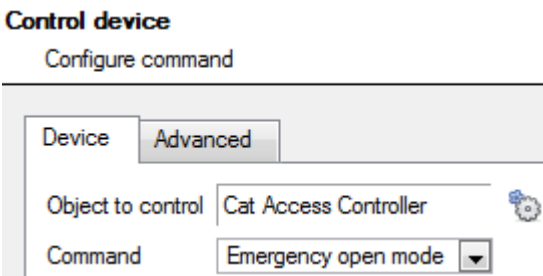 Control device
Configure command
Device Advanced
Object to control Cat Access Controller
Command Emergency open mode